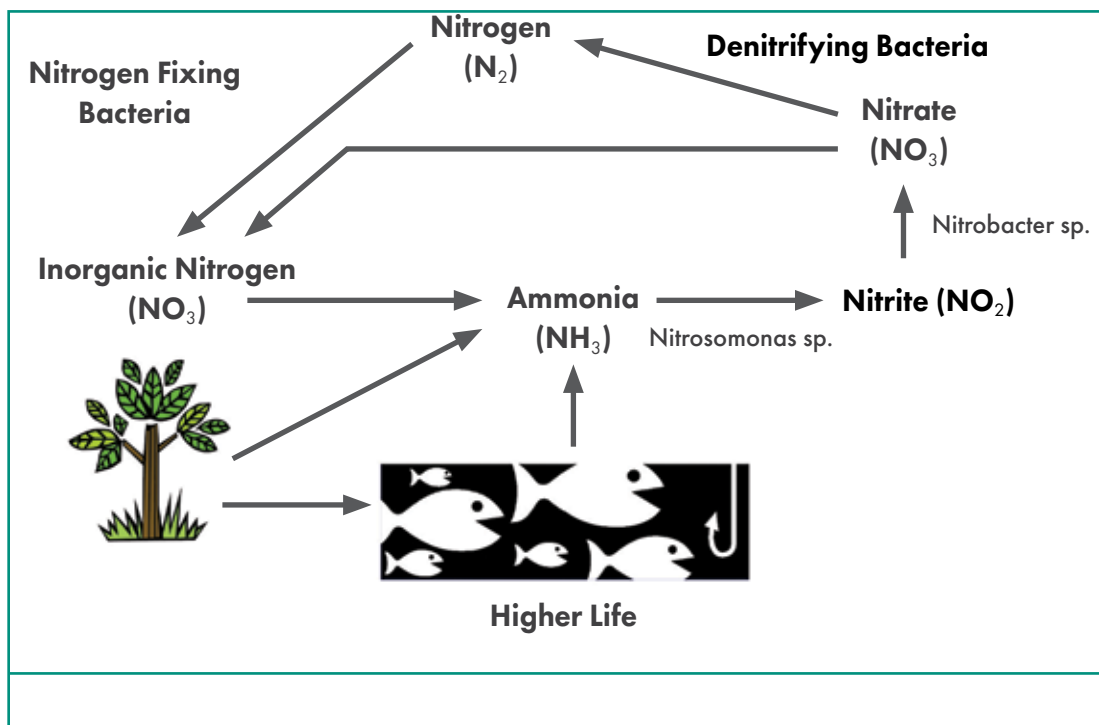 Nitrogen
(N₂)
Denitrifying Bacteria
Nitrogen Fixing
Bacteria
Nitrate
(NO₃)
Nitrobacter sp.
Inorganic Nitrogen
(NO₃)
Ammonia
(NH₃)
Nitrite (NO₂)
Nitrosomonas sp.
Higher Life